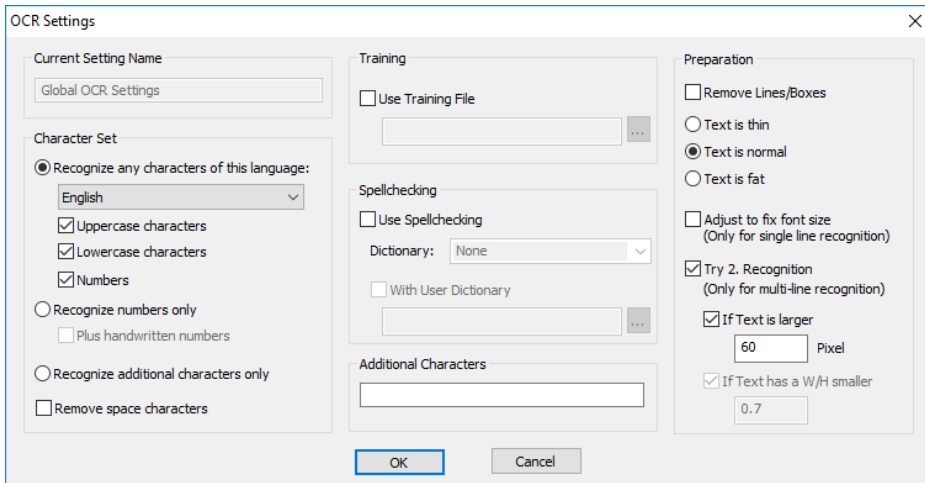 OCR Settings
Current Setting Name
Global OCR Settings
Character Set
Recognize any characters of this language:
English
Uppercase characters
Lowercase characters
Numbers
Recognize numbers only
Plus handwritten numbers
Recognize additional characters only
Remove space characters
Training
Use Training File
...
Spellchecking
Use Spellchecking
Dictionary: None
With User Dictionary
...
Additional Characters
Preparation
Remove Lines/Boxes
Text is thin
Text is normal
Text is fat
Adjust to fix font size
(Only for single line recognition)
Try 2. Recognition
(Only for multi-line recognition)
If Text is larger
60 Pixel
If Text has a W/H smaller
0.7
OK Cancel